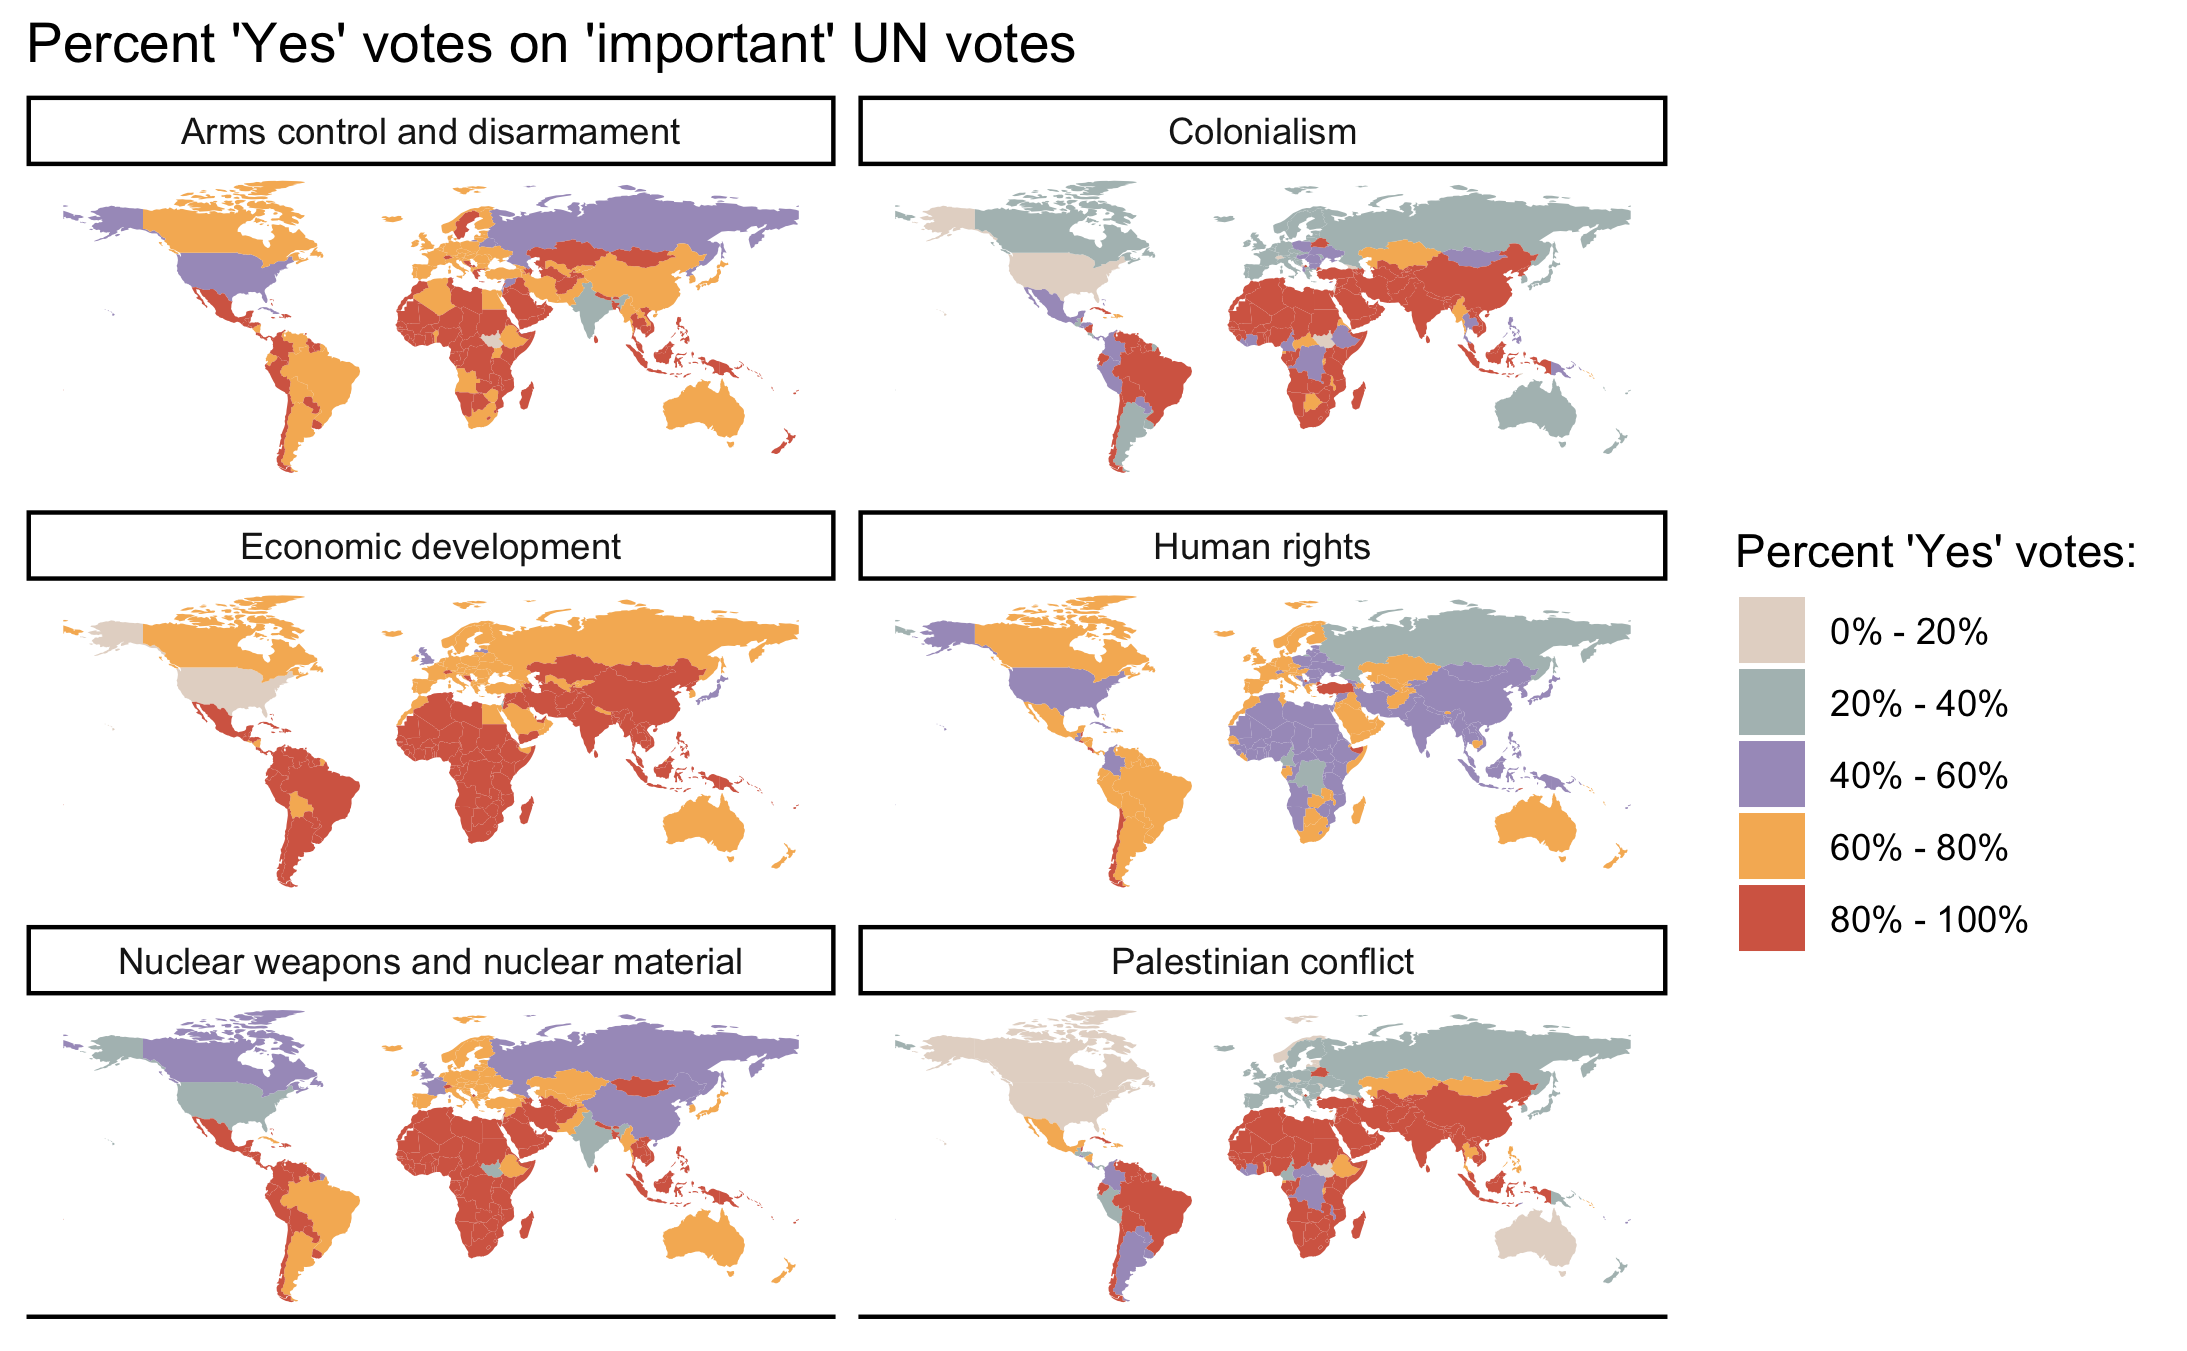 Percent 'Yes' votes on 'important' UN votes
Arms control and disarmament
Colonialism
Economic development
Human rights
Nuclear weapons and nuclear material
Palestinian conflict
Percent 'Yes' votes:
0% - 20%
20% - 40%
40% - 60%
60% - 80%
80% - 100%